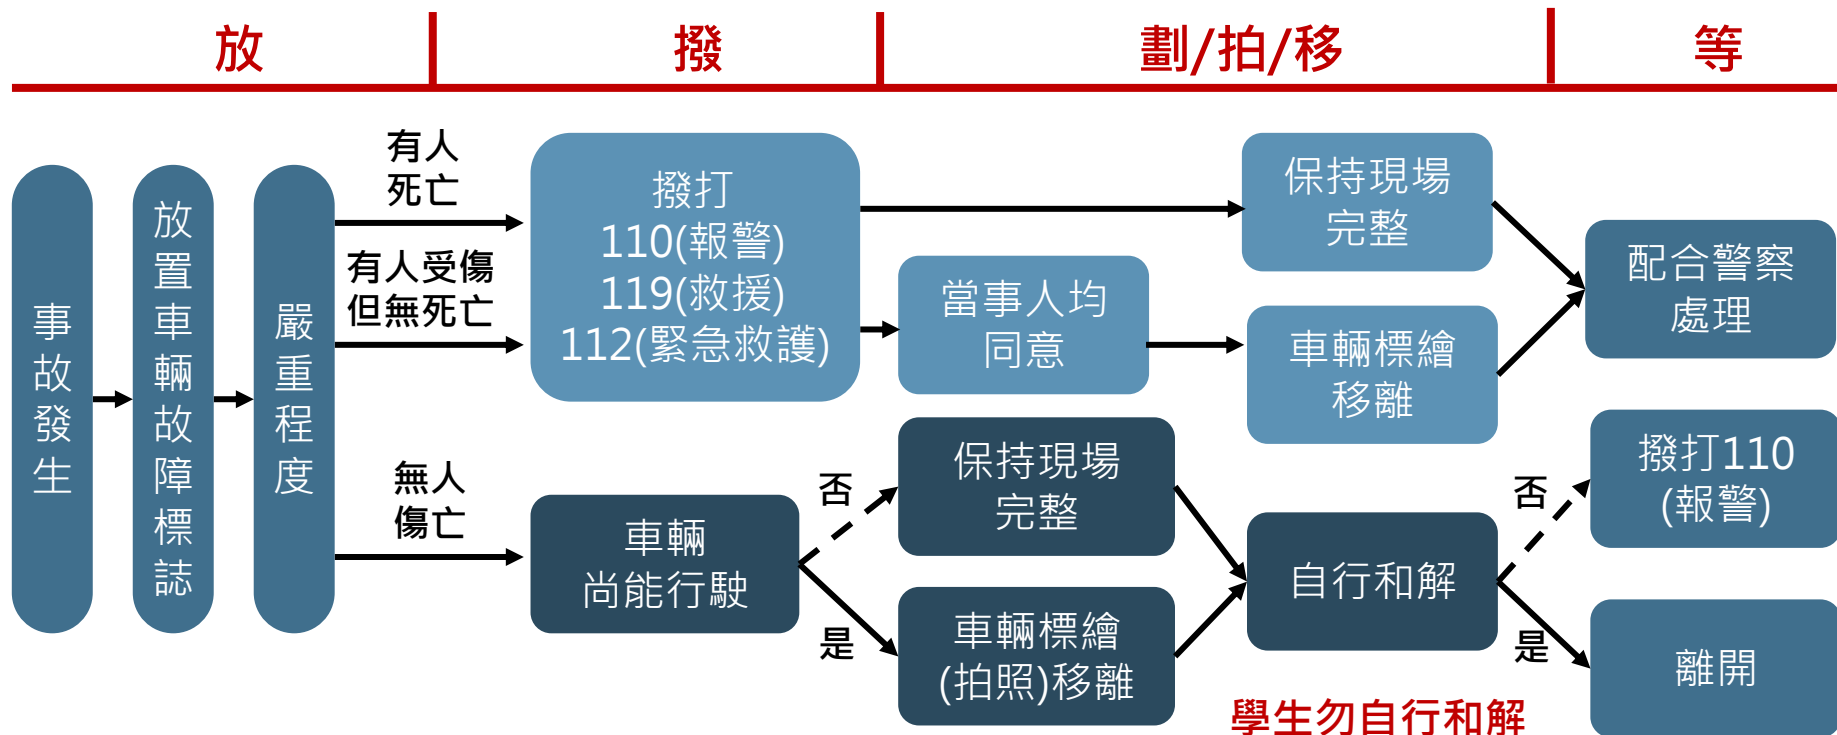 放
撥
劃/拍/移
等
事故發生
放置車輛故障標誌
嚴重程度
有人
死亡
有人受傷
但無死亡
無人
傷亡
撥打
110(報警)
119(救援)
112(緊急救護)
當事人均
同意
保持現場
完整
車輛標繪
移離
配合警察
處理
車輛
尚能行駛
否
是
保持現場
完整
車輛標繪
(拍照)移離
自行和解
學生勿自行和解
否
是
撥打110
(報警)
離開